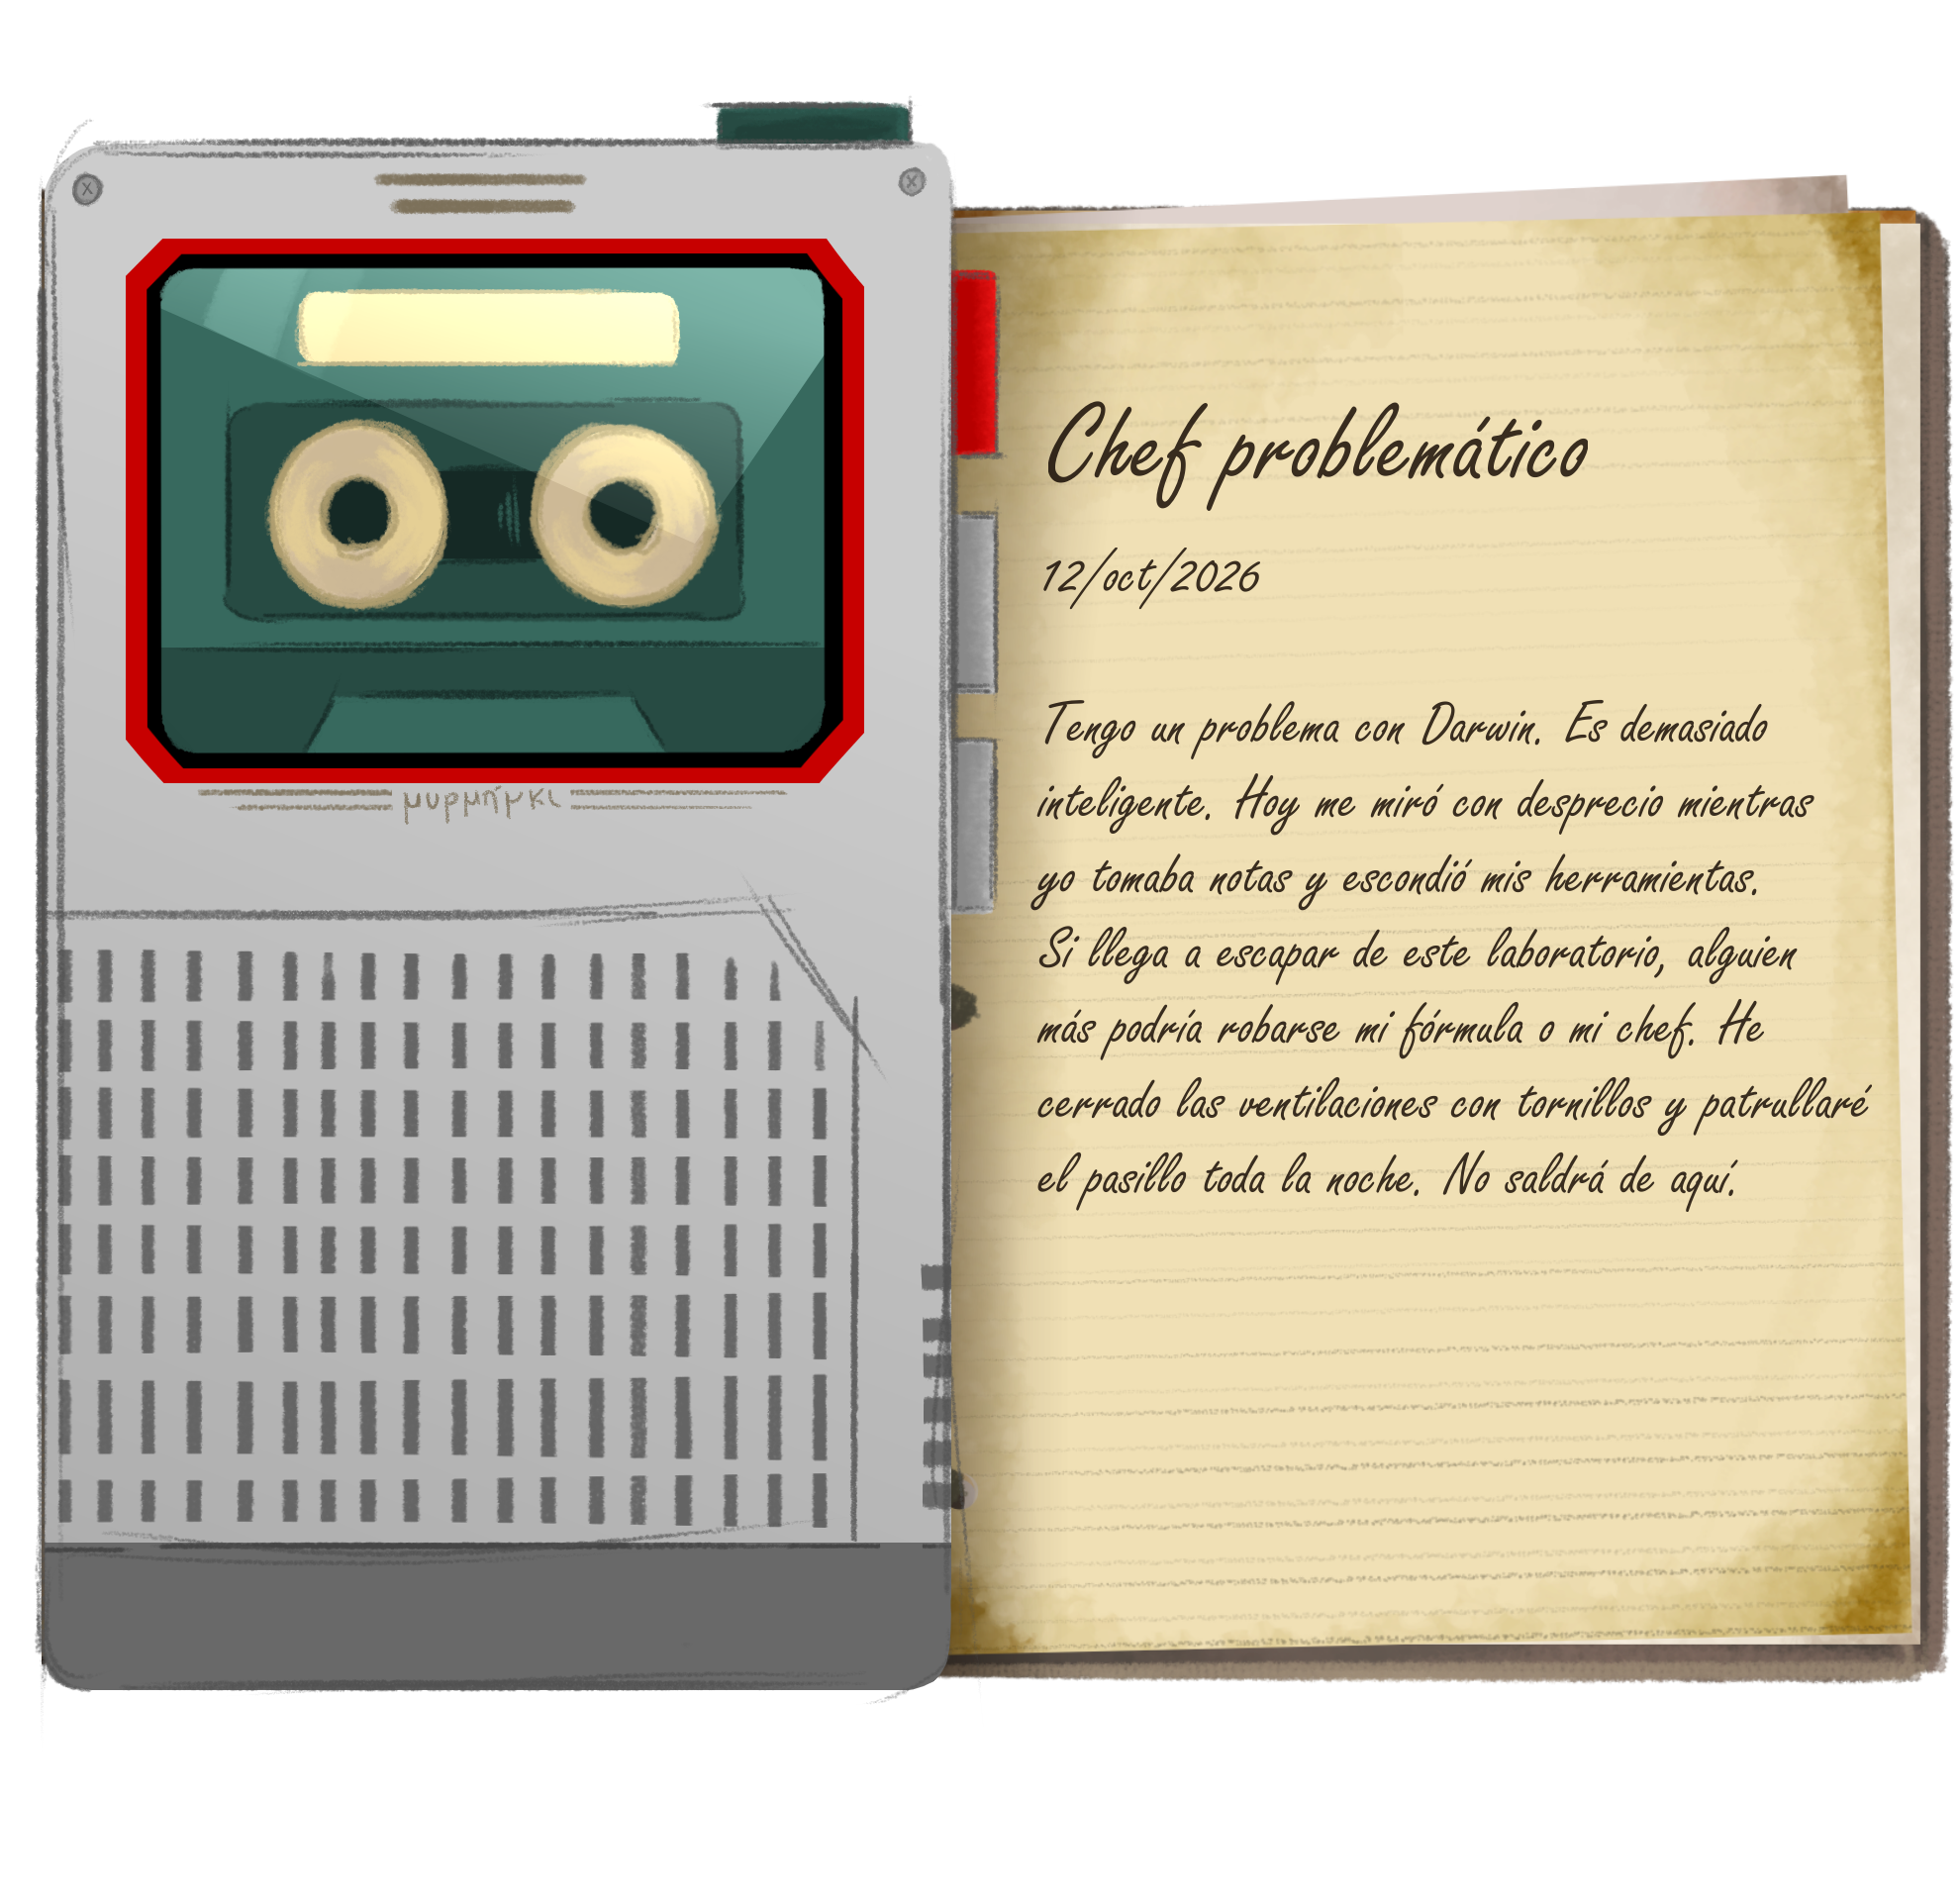 μυρμήγκι
Chef problemático
12/oct/2026
Tengo un problema con Darwin. Es demasiado
inteligente. Hoy me miró con desprecio mientras
yo tomaba notas y escondió mis herramientas.
Si llega a escapar de este laboratorio, alguien
más podría robarse mi fórmula o mi chef. He
cerrado las ventilaciones con tornillos y patrullaré
el pasillo toda la noche. No saldrá de aquí.